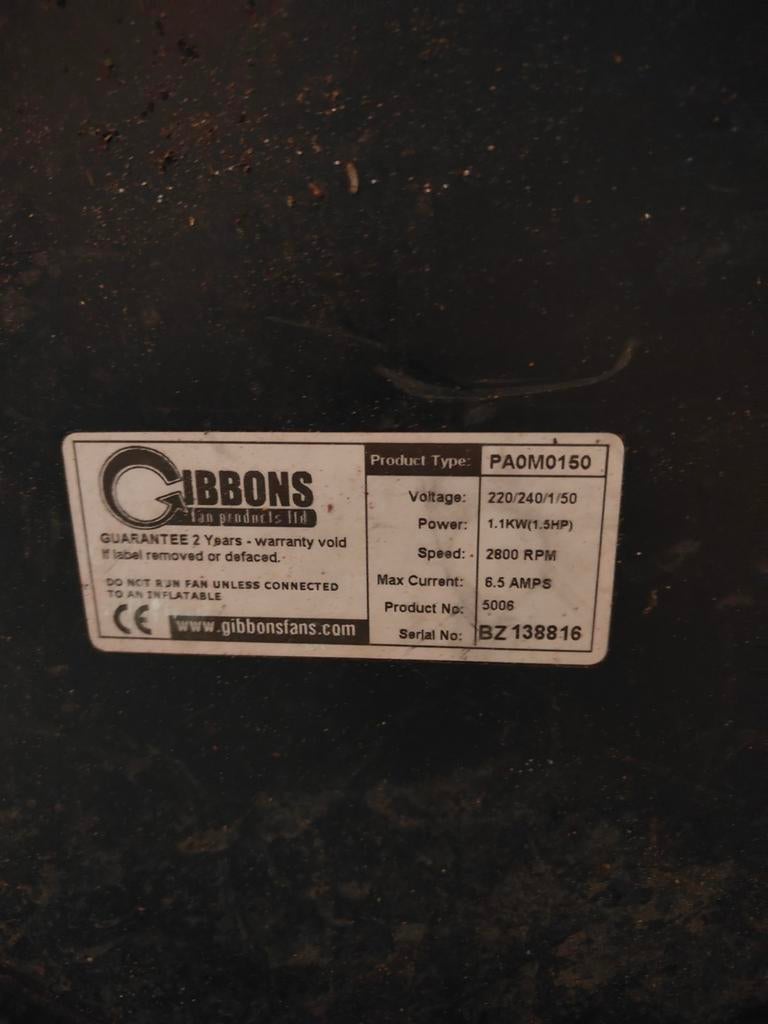 GIBBONS
fan products ltd
GUARANTEE 2 Years - warranty void
if label removed or defaced.
DO NOT RUN FAN UNLESS CONNECTED
TO AN INFLATABLE
CE www.gibbonsfans.com
Product Type: PA0M0150
Voltage: 220/240/1/50
Power: 1.1KW(1.5HP)
Speed: 2800 RPM
Max Current: 6.5 AMPS
Product No: 5006
Serial No: BZ 138816